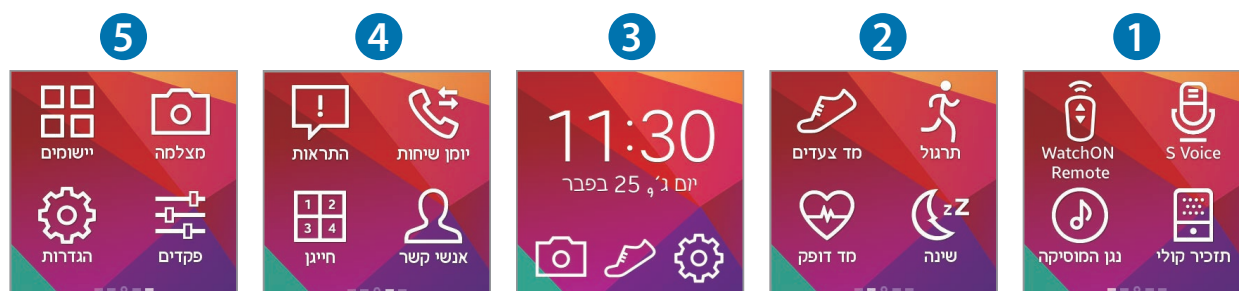 1
S Voice
WatchON
Remote
תזכיר קולי
נגן המוסיקה
2
תרגול
מד צעדים
שינה
zZ
מד דופק
3
11:30
יום ג׳, 25 בפבר
4
יומן שיחות
התראות
!
אנשי קשר
1 2
3 4
חייגן
5
מצלמה
יישומים
פקדים
הגדרות